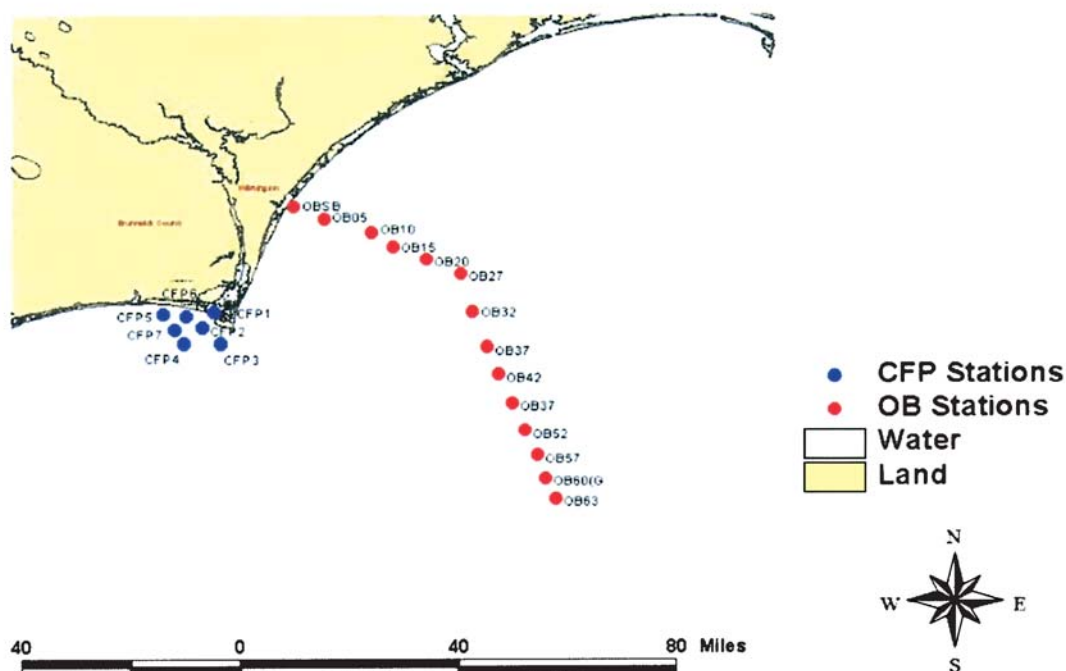 OBSB
OB05
OB10
OB15
OB20
OB27
OB32
OB37
OB42
OB37
OB52
OB57
OB60(G
OB63
CFP6
CFP1
CFP5
CFP2
CFP7
CFP4
CFP3
CFP Stations
OB Stations
Water
Land
N
W
E
S
40
0
40
80
Miles